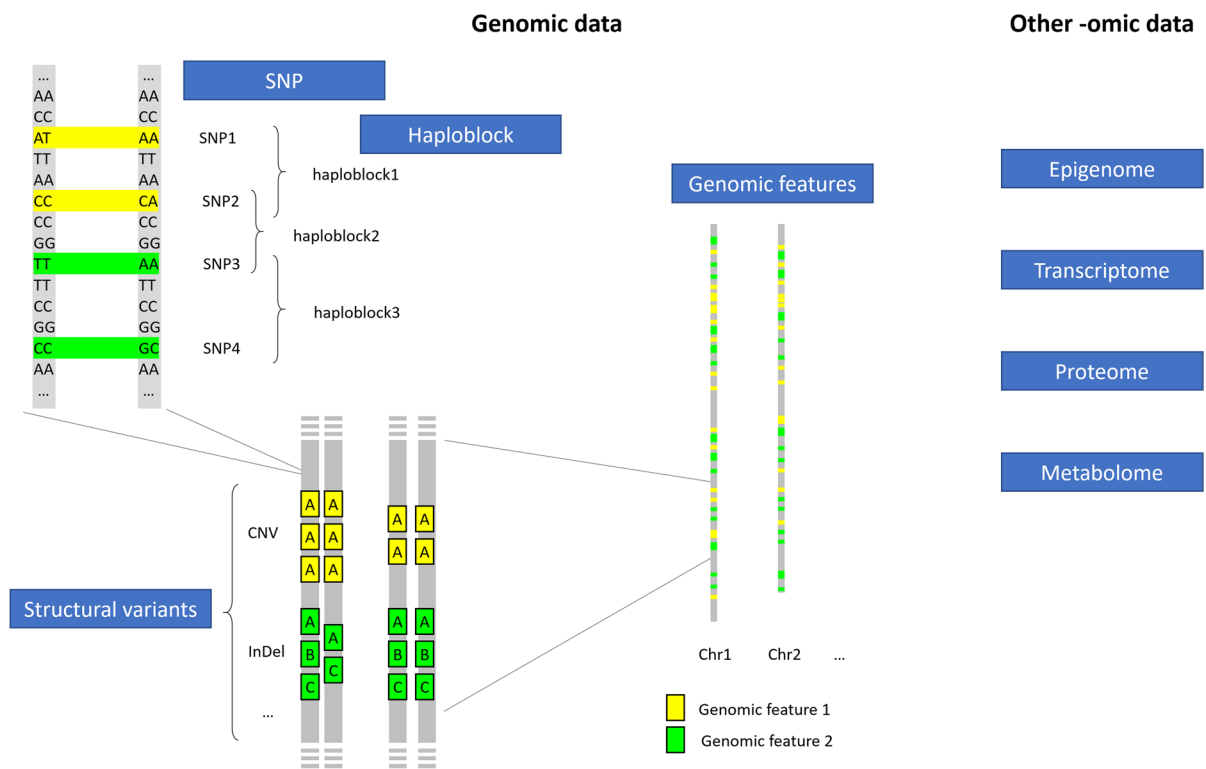 Genomic data
Other -omic data
SNP
Haploblock
Genomic features
Epigenome
Transcriptome
Proteome
Metabolome
... ...
AA AA
CC CC
AT AA SNP1
TT TT
AA AA haploblock1
CC CA SNP2
CC CC
GG GG haploblock2
TT AA SNP3
TT TT
CC CC haploblock3
GG GG
CC GC SNP4
AA AA
... ...
Structural variants
CNV
A A A A
A A A A
A A
InDel
A A A A
B C B B
C C C
...
Chr1 Chr2 ...
Genomic feature 1
Genomic feature 2